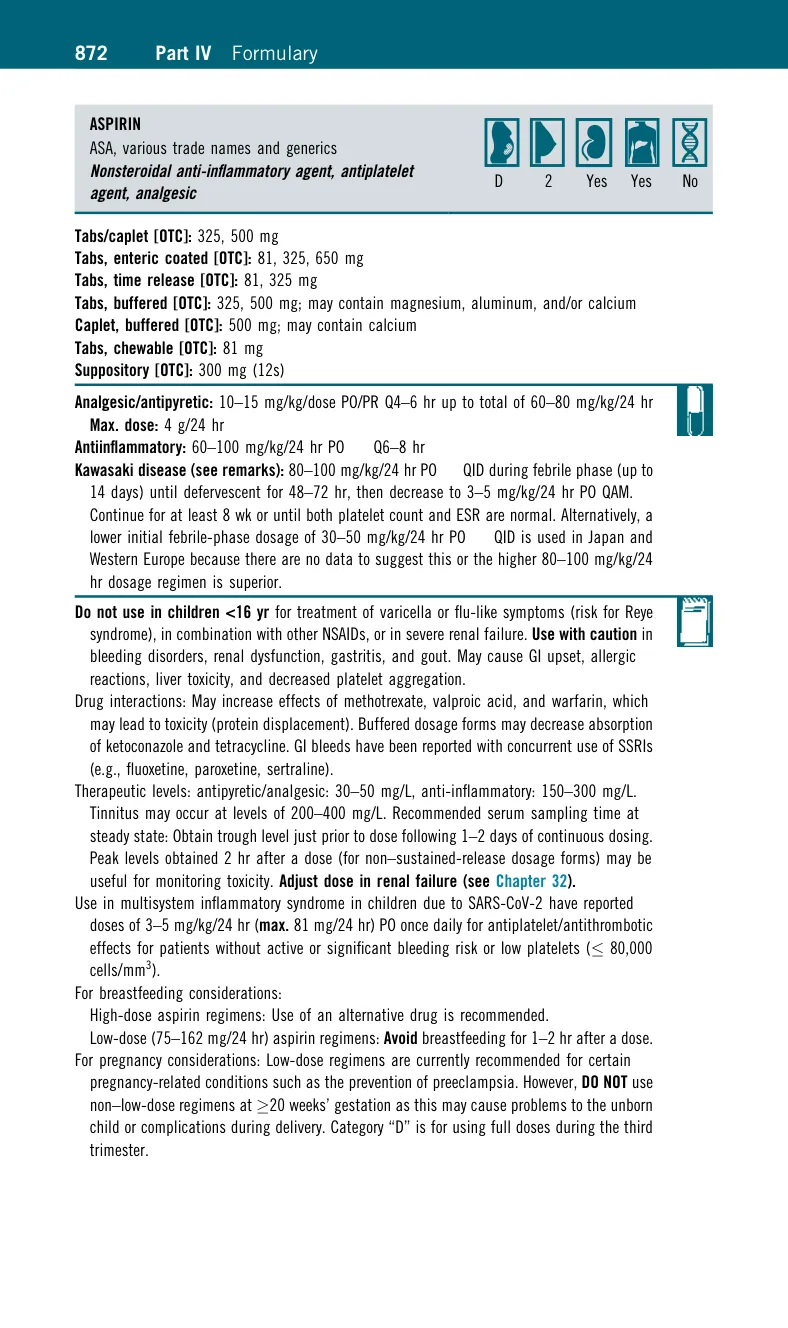 872 Part IV Formulary
ASPIRIN
ASA, various trade names and generics
Nonsteroidal anti-inflammatory agent, antiplatelet
agent, analgesic
D 2 Yes Yes No
Tabs/caplet [OTC]: 325, 500 mg
Tabs, enteric coated [OTC]: 81, 325, 650 mg
Tabs, time release [OTC]: 81, 325 mg
Tabs, buffered [OTC]: 325, 500 mg; may contain magnesium, aluminum, and/or calcium
Caplet, buffered [OTC]: 500 mg; may contain calcium
Tabs, chewable [OTC]: 81 mg
Suppository [OTC]: 300 mg (12s)
Analgesic/antipyretic: 10–15 mg/kg/dose PO/PR Q4–6 hr up to total of 60–80 mg/kg/24 hr
Max. dose: 4 g/24 hr
Antiinflammatory: 60–100 mg/kg/24 hr PO Q6–8 hr
Kawasaki disease (see remarks): 80–100 mg/kg/24 hr PO QID during febrile phase (up to
14 days) until defervescent for 48–72 hr, then decrease to 3–5 mg/kg/24 hr PO QAM.
Continue for at least 8 wk or until both platelet count and ESR are normal. Alternatively, a
lower initial febrile-phase dosage of 30–50 mg/kg/24 hr PO QID is used in Japan and
Western Europe because there are no data to suggest this or the higher 80–100 mg/kg/24
hr dosage regimen is superior.
Do not use in children <16 yr for treatment of varicella or flu-like symptoms (risk for Reye
syndrome), in combination with other NSAIDs, or in severe renal failure. Use with caution in
bleeding disorders, renal dysfunction, gastritis, and gout. May cause GI upset, allergic
reactions, liver toxicity, and decreased platelet aggregation.
Drug interactions: May increase effects of methotrexate, valproic acid, and warfarin, which
may lead to toxicity (protein displacement). Buffered dosage forms may decrease absorption
of ketoconazole and tetracycline. GI bleeds have been reported with concurrent use of SSRIs
(e.g., fluoxetine, paroxetine, sertraline).
Therapeutic levels: antipyretic/analgesic: 30–50 mg/L, anti-inflammatory: 150–300 mg/L.
Tinnitus may occur at levels of 200–400 mg/L. Recommended serum sampling time at
steady state: Obtain trough level just prior to dose following 1–2 days of continuous dosing.
Peak levels obtained 2 hr after a dose (for non–sustained-release dosage forms) may be
useful for monitoring toxicity. Adjust dose in renal failure (see Chapter 32).
Use in multisystem inflammatory syndrome in children due to SARS-CoV-2 have reported
doses of 3–5 mg/kg/24 hr (max. 81 mg/24 hr) PO once daily for antiplatelet/antithrombotic
effects for patients without active or significant bleeding risk or low platelets (≤ 80,000
cells/mm³).
For breastfeeding considerations:
High-dose aspirin regimens: Use of an alternative drug is recommended.
Low-dose (75–162 mg/24 hr) aspirin regimens: Avoid breastfeeding for 1–2 hr after a dose.
For pregnancy considerations: Low-dose regimens are currently recommended for certain
pregnancy-related conditions such as the prevention of preeclampsia. However, DO NOT use
non–low-dose regimens at ≥20 weeks’ gestation as this may cause problems to the unborn
child or complications during delivery. Category “D” is for using full doses during the third
trimester.